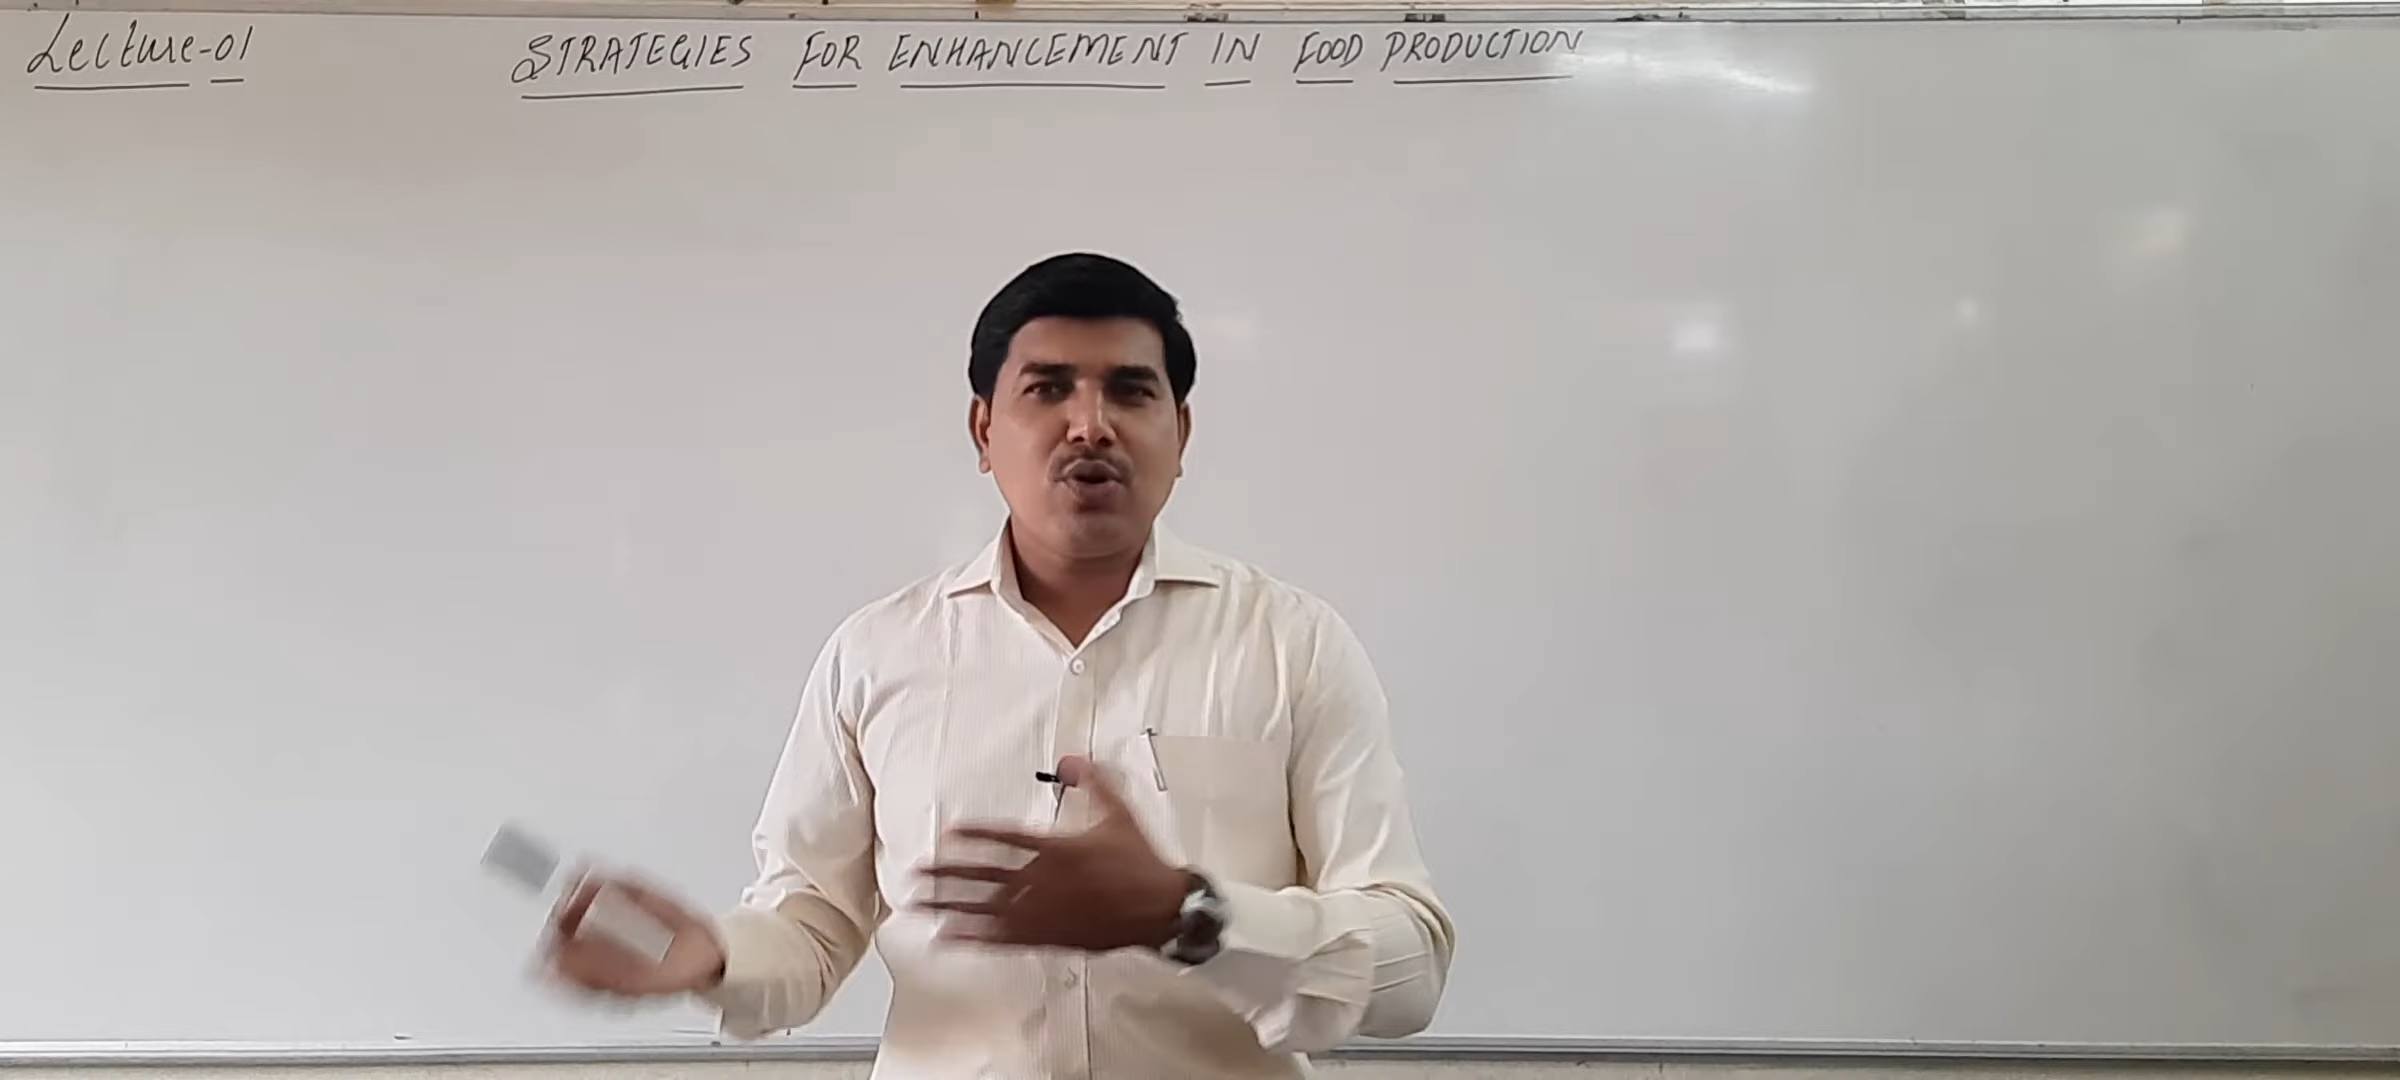 Lecture-01
STRATEGIES FOR ENHANCEMENT IN FOOD PRODUCTION